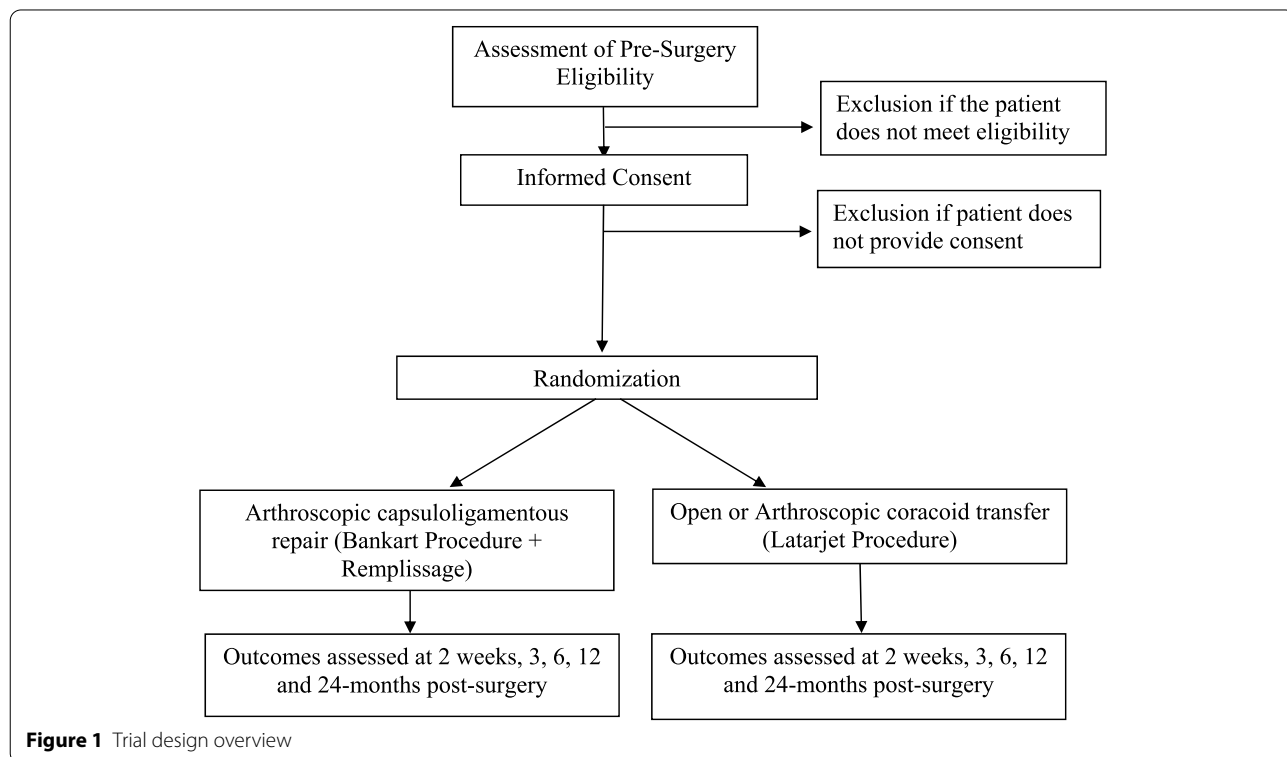 Assessment of Pre-Surgery
Eligibility
Exclusion if the patient
does not meet eligibility
Informed Consent
Exclusion if patient does
not provide consent
Randomization
Arthroscopic capsuloligamentous
repair (Bankart Procedure +
Remplissage)
Open or Arthroscopic coracoid transfer
(Latarjet Procedure)
Outcomes assessed at 2 weeks, 3, 6, 12
and 24-months post-surgery
Outcomes assessed at 2 weeks, 3, 6, 12
and 24-months post-surgery
Figure 1 Trial design overview